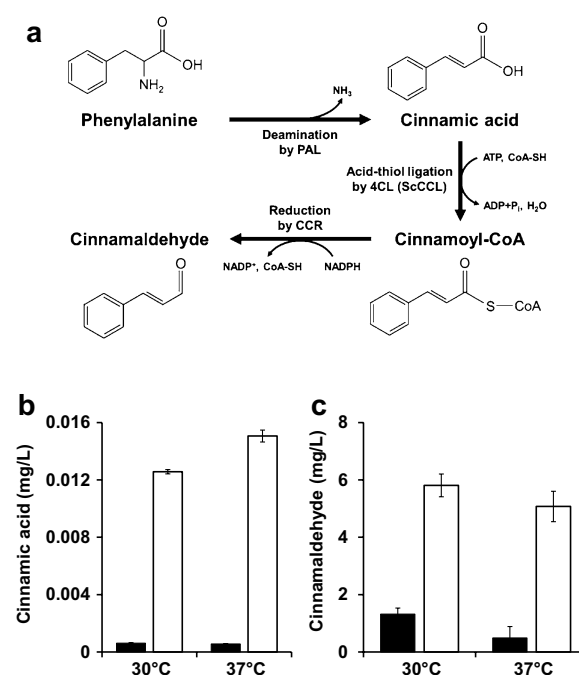 a
O
OH
NH₂
Phenylalanine
NH₃
Deamination
by PAL
O
OH
Cinnamic acid
Acid-thiol ligation
by 4CL (ScCCL)
ATP, CoA-SH
ADP+Pᵢ, H₂O
Reduction
by CCR
Cinnamaldehyde
Cinnamoyl-CoA
NADP⁺, CoA-SH
NADPH
O
O
S
CoA
b
Cinnamic acid (mg/L)
0.016
0.012
0.008
0.004
0
30°C
37°C
c
Cinnamaldehyde (mg/L)
8
6
4
2
0
30°C
37°C